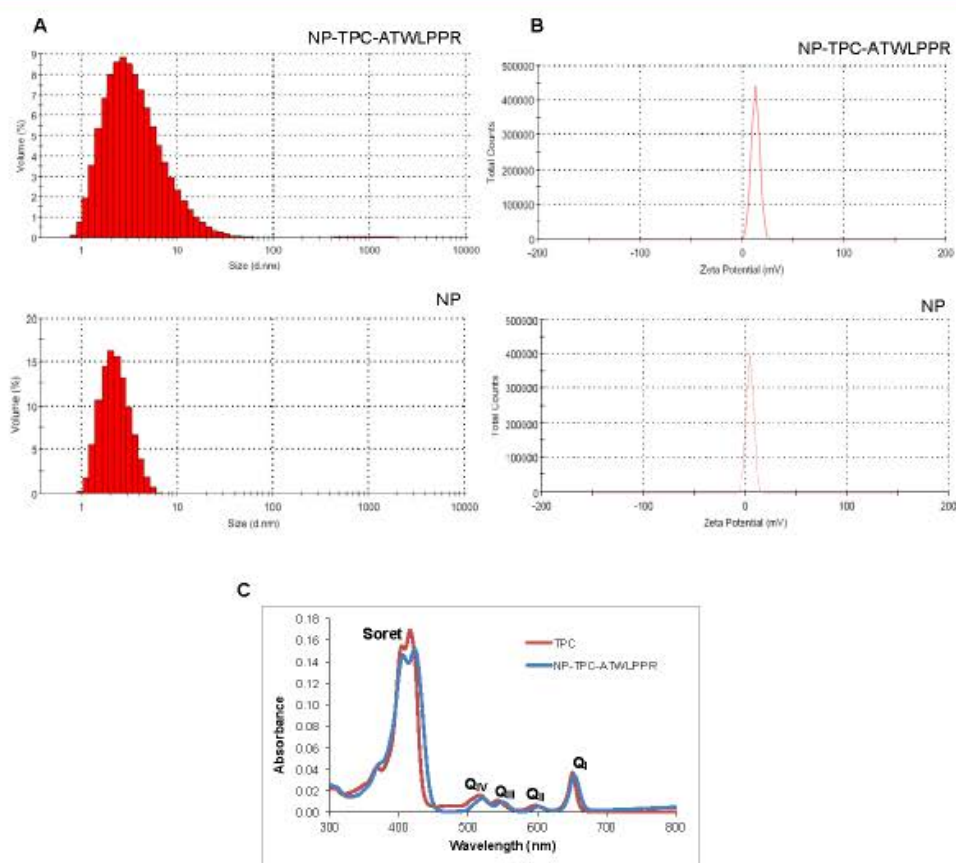 A
NP-TPC-ATWLPPR
9
8
7
6
5
4
3
2
1
0
Volume (%)
1 10 100 1000 10000
Size (d.nm)
NP
20
15
10
5
0
Volume (%)
1 10 100 1000 10000
Size (d.nm)
B
NP-TPC-ATWLPPR
500000
400000
300000
200000
100000
0
Total Counts
-200 -100 0 100 200
Zeta Potential (mV)
NP
500000
400000
300000
200000
100000
0
Total Counts
-200 -100 0 100 200
Zeta Potential (mV)
C
0.18
0.16
0.14
0.12
0.10
0.08
0.06
0.04
0.02
0.00
Absorbance
Soret
TPC
NP-TPC-ATWLPPR
QIV QIII QII QI
300 400 500 600 700 800
Wavelength (nm)